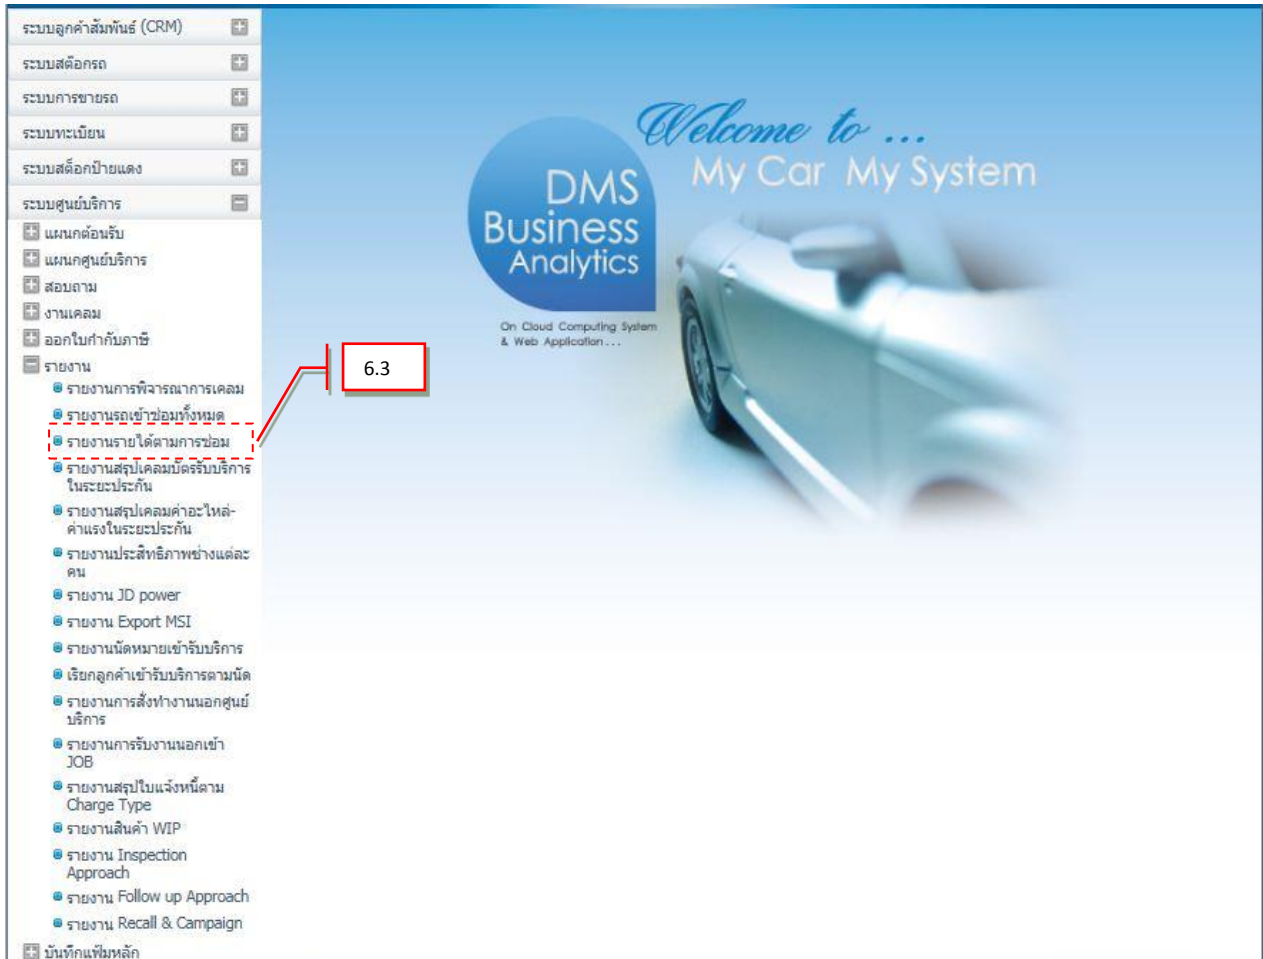 ระบบลูกค้าสัมพันธ์ (CRM)
ระบบสต๊อกรถ
ระบบการขายรถ
ระบบทะเบียน
ระบบสต็อกป้ายแดง
ระบบศูนย์บริการ
แผนกต้อนรับ
แผนกศูนย์บริการ
สอบถาม
งานเคลม
ออกใบกำกับภาษี
รายงาน
รายงานการพิจารณาการเคลม
รายงานรถเข้าซ่อมทั้งหมด
รายงานรายได้ตามการซ่อม
รายงานสรุปเคลมบัตรรับบริการ
ในระยะประกัน
รายงานสรุปเคลมค่าอะไหล่-
ค่าแรงในระยะประกัน
รายงานประสิทธิภาพช่างแต่ละ
คน
รายงาน JD power
รายงาน Export MSI
รายงานนัดหมายเข้ารับบริการ
เรียกลูกค้าเข้ารับบริการตามนัด
รายงานการสั่งทำงานนอกศูนย์
บริการ
รายงานการรับงานนอกเข้า
JOB
รายงานสรุปใบแจ้งหนี้ตาม
Charge Type
รายงานสินค้า WIP
รายงาน Inspection
Approach
รายงาน Follow up Approach
รายงาน Recall & Campaign
บันทึกแฟ้มหลัก
6.3
Welcome to ...
My Car My System
DMS
Business
Analytics
On Cloud Computing System
& Web Application...